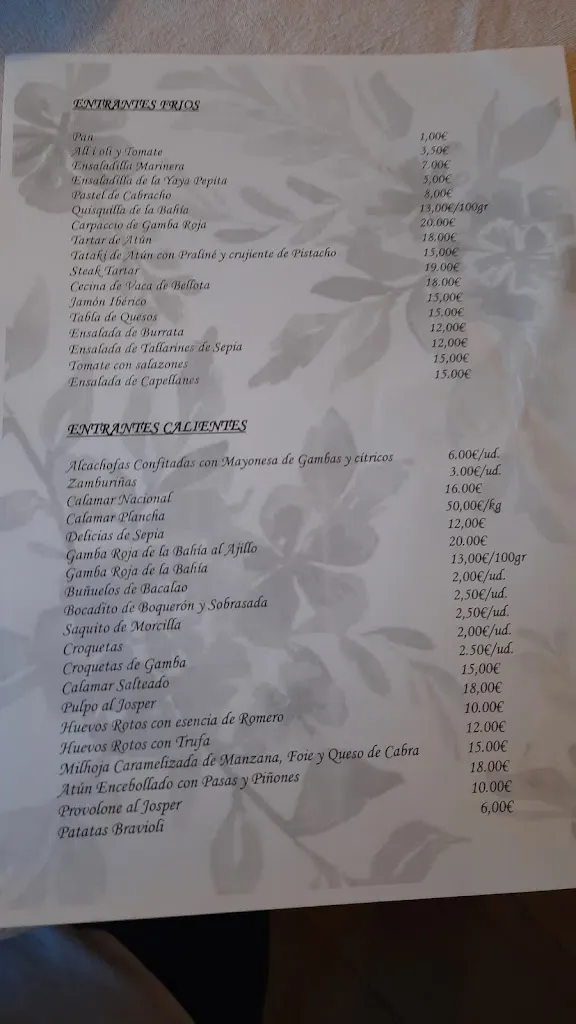 ENTRANTES FRIOS
Pan 1,00€
All i oli y Tomate 3,50€
Ensaladilla Marinera 7.00€
Ensaladilla de la Yaya Pepita 5,00€
Pastel de Cabracho 8,00€
Quisquilla de la Bahía 13,00€/100gr
Carpaccio de Gamba Roja 20.00€
Tartar de Atún 18.00€
Tataki de Atún con Praliné y crujiente de Pistacho 15,00€
Steak Tartar 19.00€
Cecina de Vaca de Bellota 18.00€
Jamón Ibérico 15,00€
Tabla de Quesos 15.00€
Ensalada de Burrata 12,00€
Ensalada de Tallarines de Sepia 12,00€
Tomate con salazones 15,00€
Ensalada de Capellanes 15.00€
ENTRANTES CALIENTES
Alcachofas Confitadas con Mayonesa de Gambas y cítricos 6.00€/ud.
Zamburiñas 3.00€/ud.
Calamar Nacional 16.00€
Calamar Plancha 50,00€/kg
Delicias de Sepia 12,00€
Gamba Roja de la Bahía al Ajillo 20.00€
Gamba Roja de la Bahía 13,00€/100gr
Buñuelos de Bacalao 2,00€/ud.
Bocadito de Boquerón y Sobrasada 2,50€/ud.
Saquito de Morcilla 2,50€/ud.
Croquetas 2,00€/ud.
Croquetas de Gamba 2.50€/ud.
Calamar Salteado 15,00€
Pulpo al Josper 18,00€
Huevos Rotos con esencia de Romero 10.00€
Huevos Rotos con Trufa 12.00€
Milhoja Caramelizada de Manzana, Foie y Queso de Cabra 15.00€
Atún Encebollado con Pasas y Piñones 18.00€
Provolone al Josper 10.00€
Patatas Bravioli 6,00€